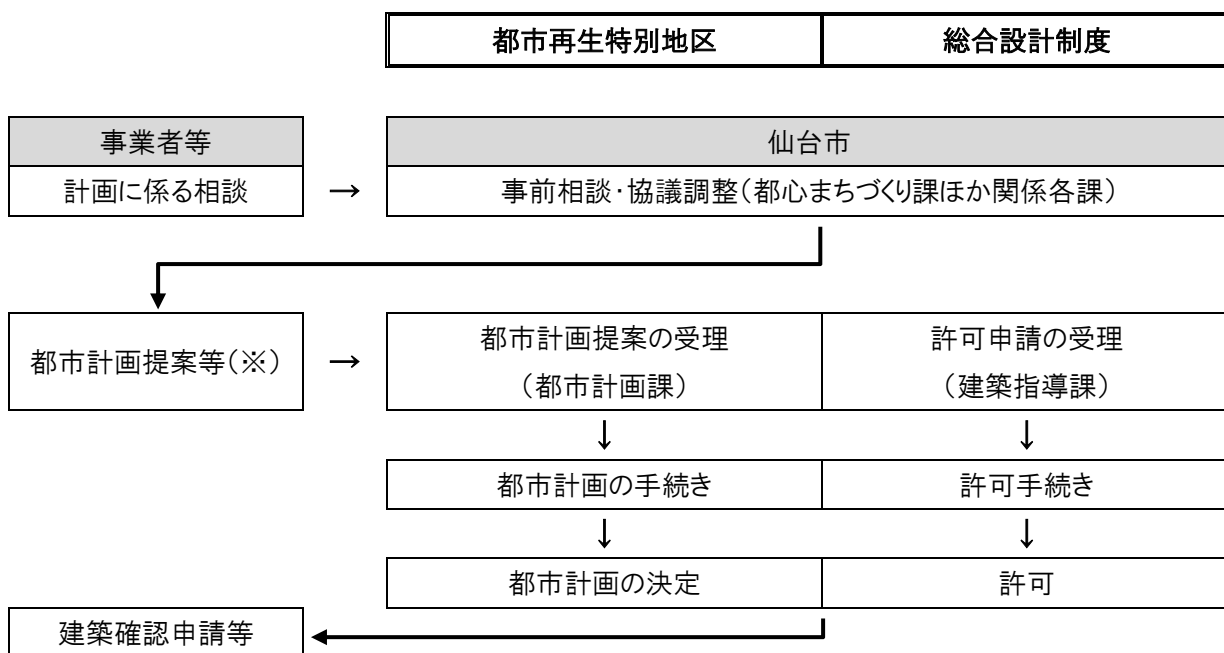 都市再生特別地区 総合設計制度
事業者等 仙台市
計画に係る相談 → 事前相談・協議調整(都心まちづくり課ほか関係各課)
都市計画提案等(※) → 都市計画提案の受理 許可申請の受理
(都市計画課) (建築指導課)
↓ ↓
都市計画の手続き 許可手続き
↓ ↓
都市計画の決定 許可
建築確認申請等